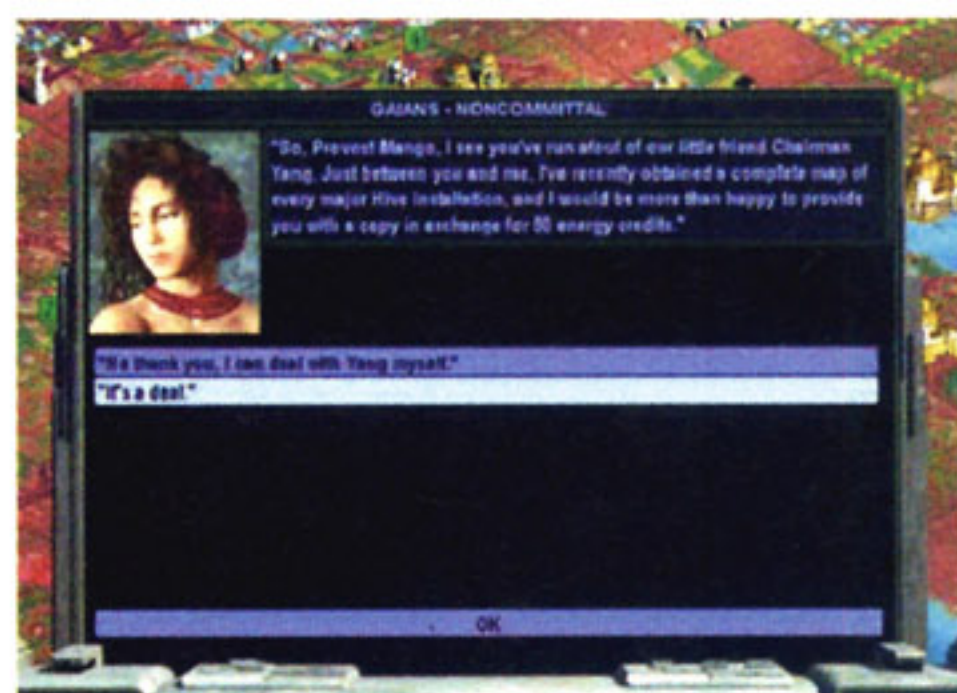 GAIANS - NONCOMMITTAL
"So, Provost Mango, I see you've run afoul of our little friend Chairman
Yang. Just between you and me, I've recently obtained a complete map of
every major Hive installation, and I would be more than happy to provide
you with a copy in exchange for 50 energy credits."
"No thank you, I can deal with Yang myself."
"It's a deal."
OK